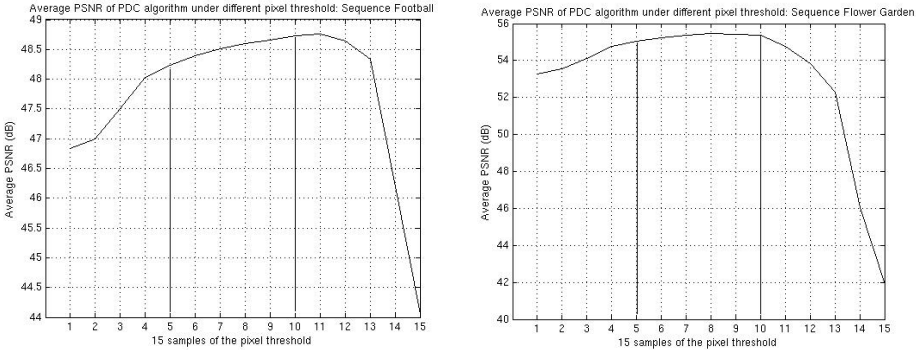 Average PSNR of PDC algorithm under different pixel threshold: Sequence Football
49
48.5
48
47.5
47
46.5
46
45.5
45
44.5
44
Average PSNR (dB)
1 2 3 4 5 6 7 8 9 10 11 12 13 14 15
15 samples of the pixel threshold
Average PSNR of PDC algorithm under different pixel threshold: Sequence Flower Garden
56
54
52
50
48
46
44
42
40
Average PSNR (dB)
1 2 3 4 5 6 7 8 9 10 11 12 13 14 15
15 samples of the pixel threshold